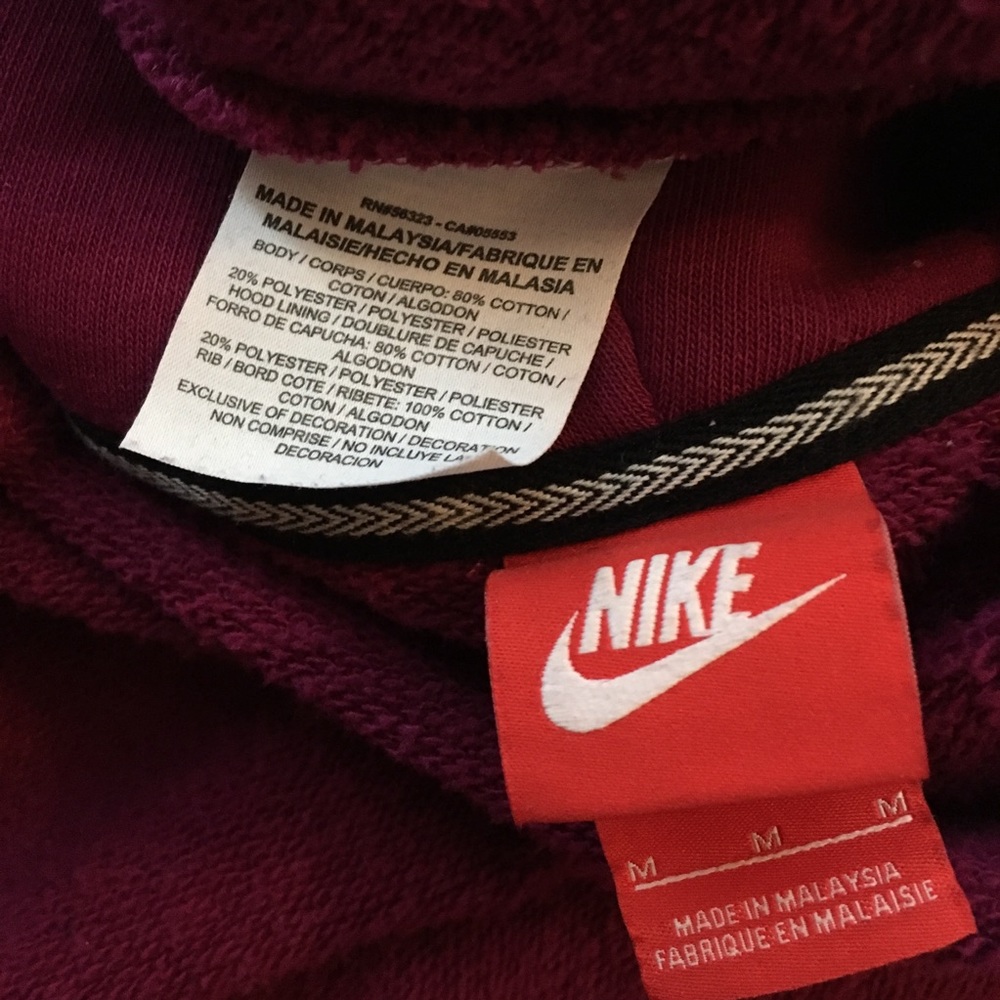 RN#56323 - CA#05553
MADE IN MALAYSIA/FABRIQUE EN
MALAISIE/HECHO EN MALASIA
BODY / CORPS / CUERPO: 80% COTTON /
COTON / ALGODON
20% POLYESTER / POLYESTER / POLIESTER
HOOD LINING / DOUBLURE DE CAPUCHE /
FORRO DE CAPUCHA: 80% COTTON / COTON /
ALGODON
20% POLYESTER / POLYESTER / POLIESTER
RIB / BORD COTE / RIBETE: 100% COTTON /
COTON / ALGODON
EXCLUSIVE OF DECORATION / DECORATION
NON COMPRISE / NO INCLUYE LA
DECORACION
NIKE
M M M
MADE IN MALAYSIA
FABRIQUE EN MALAISIE